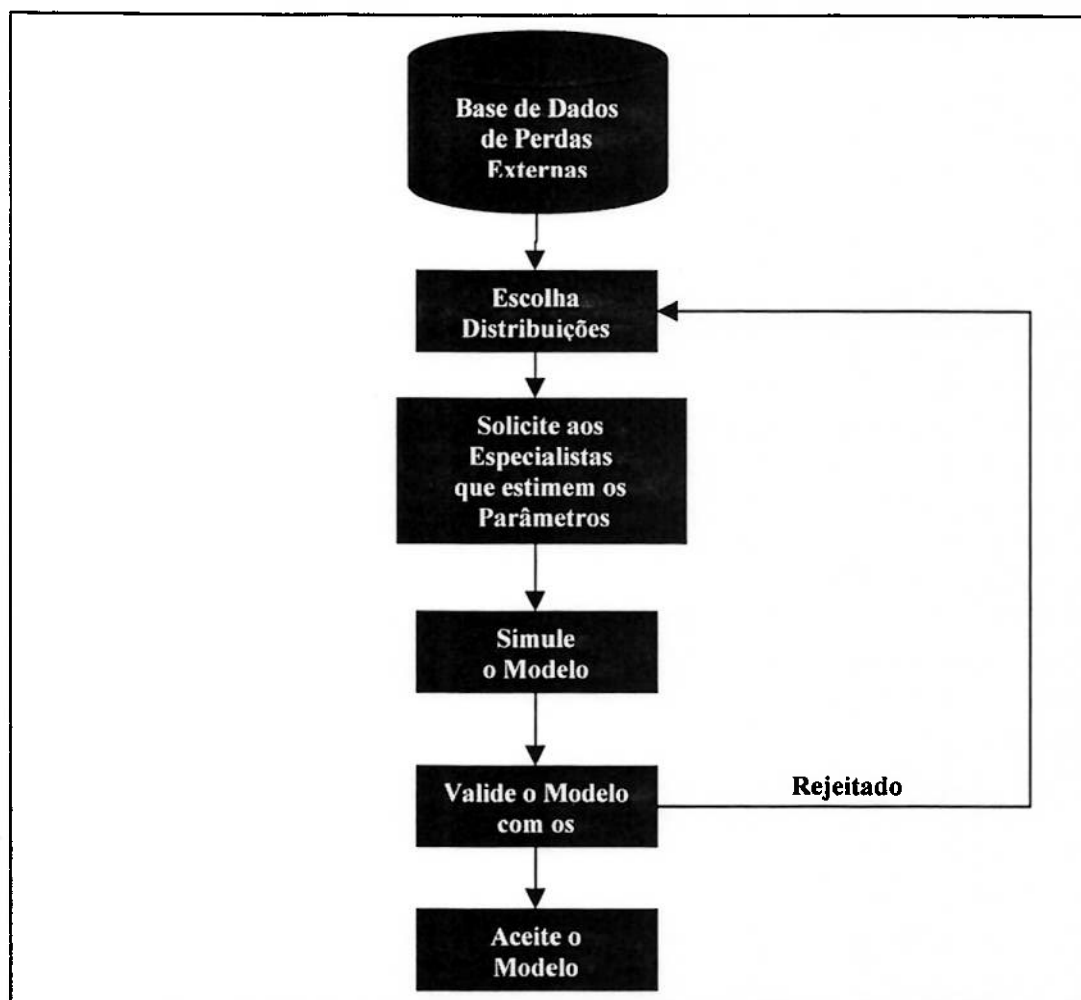 Base de Dados
de Perdas
Externas
Escolha
Distribuições
Solicite aos
Especialistas
que estimem os
Parâmetros
Simule
o Modelo
Valide o Modelo
com os
Rejeitado
Aceite o
Modelo